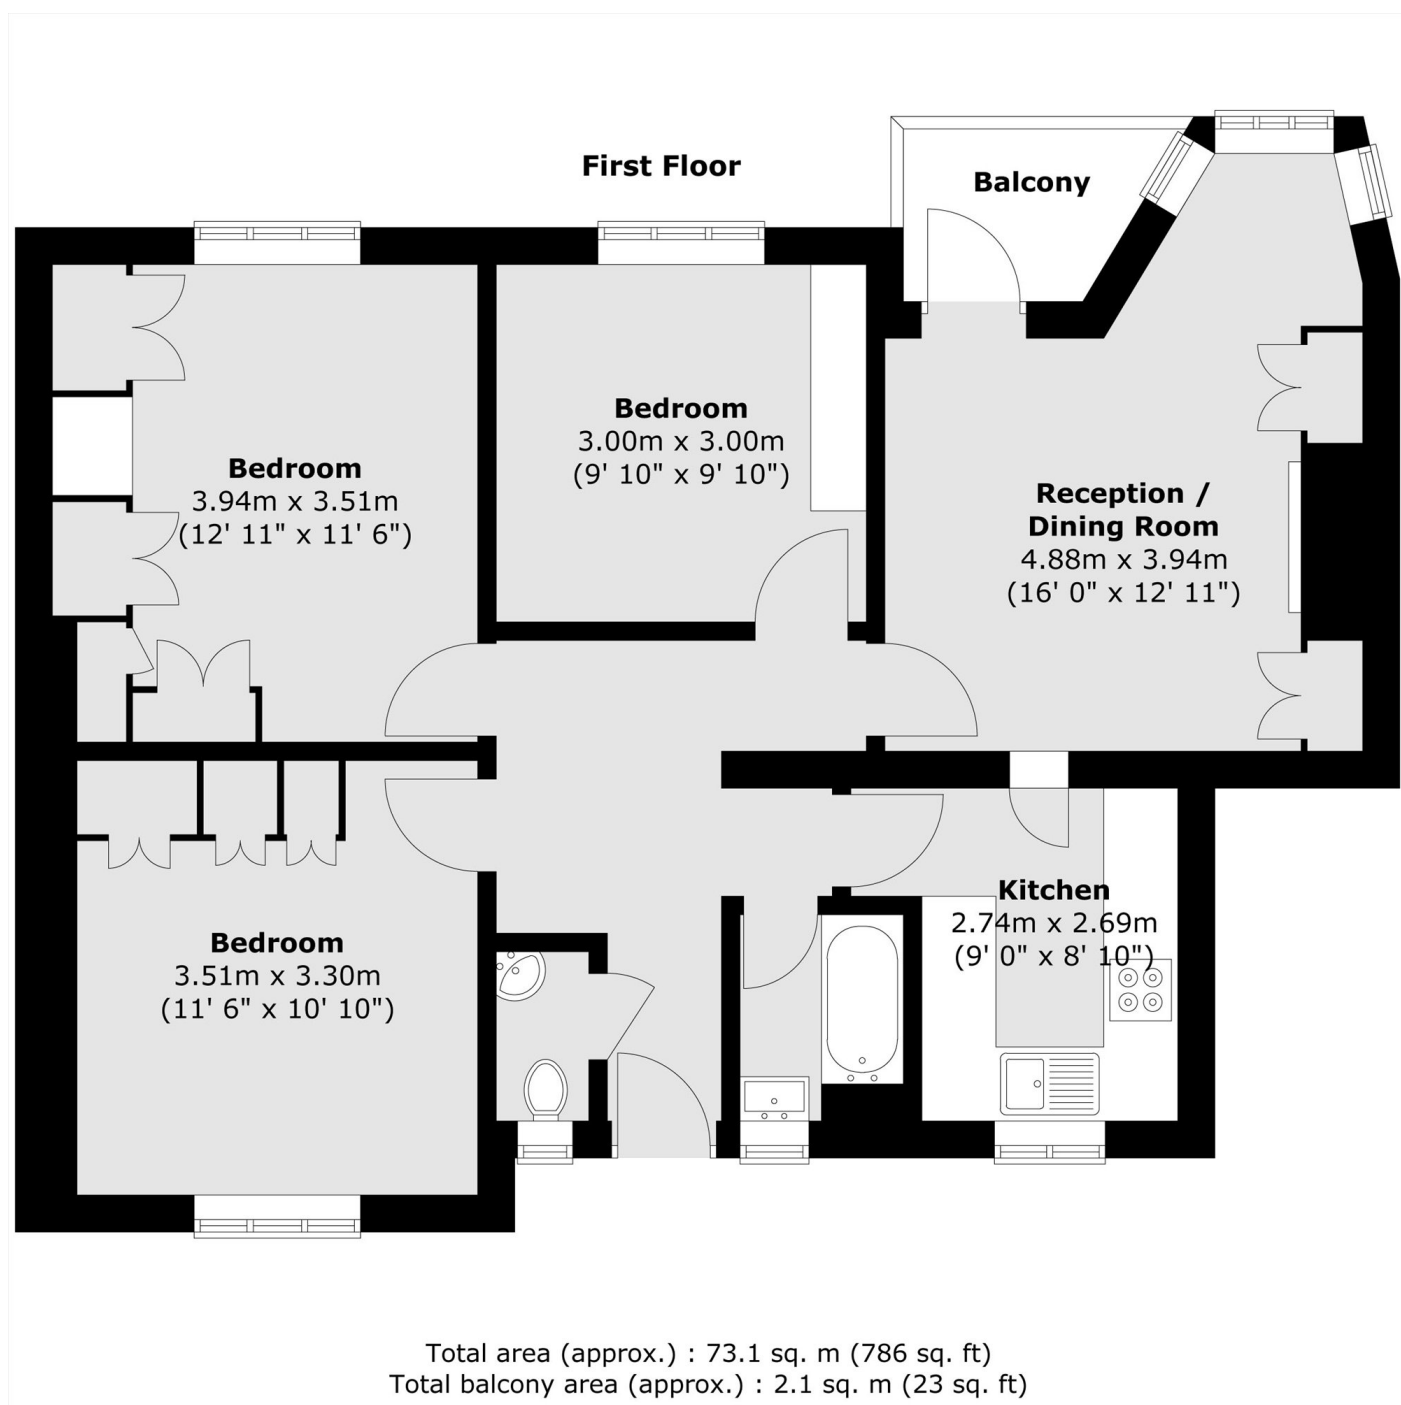 First Floor
Balcony
Bedroom
3.00m x 3.00m
(9' 10" x 9' 10")
Bedroom
3.94m x 3.51m
(12' 11" x 11' 6")
Reception /
Dining Room
4.88m x 3.94m
(16' 0" x 12' 11")
Kitchen
2.74m x 2.69m
(9' 0" x 8' 10")
Bedroom
3.51m x 3.30m
(11' 6" x 10' 10")
Total area (approx.) : 73.1 sq. m (786 sq. ft)
Total balcony area (approx.) : 2.1 sq. m (23 sq. ft)